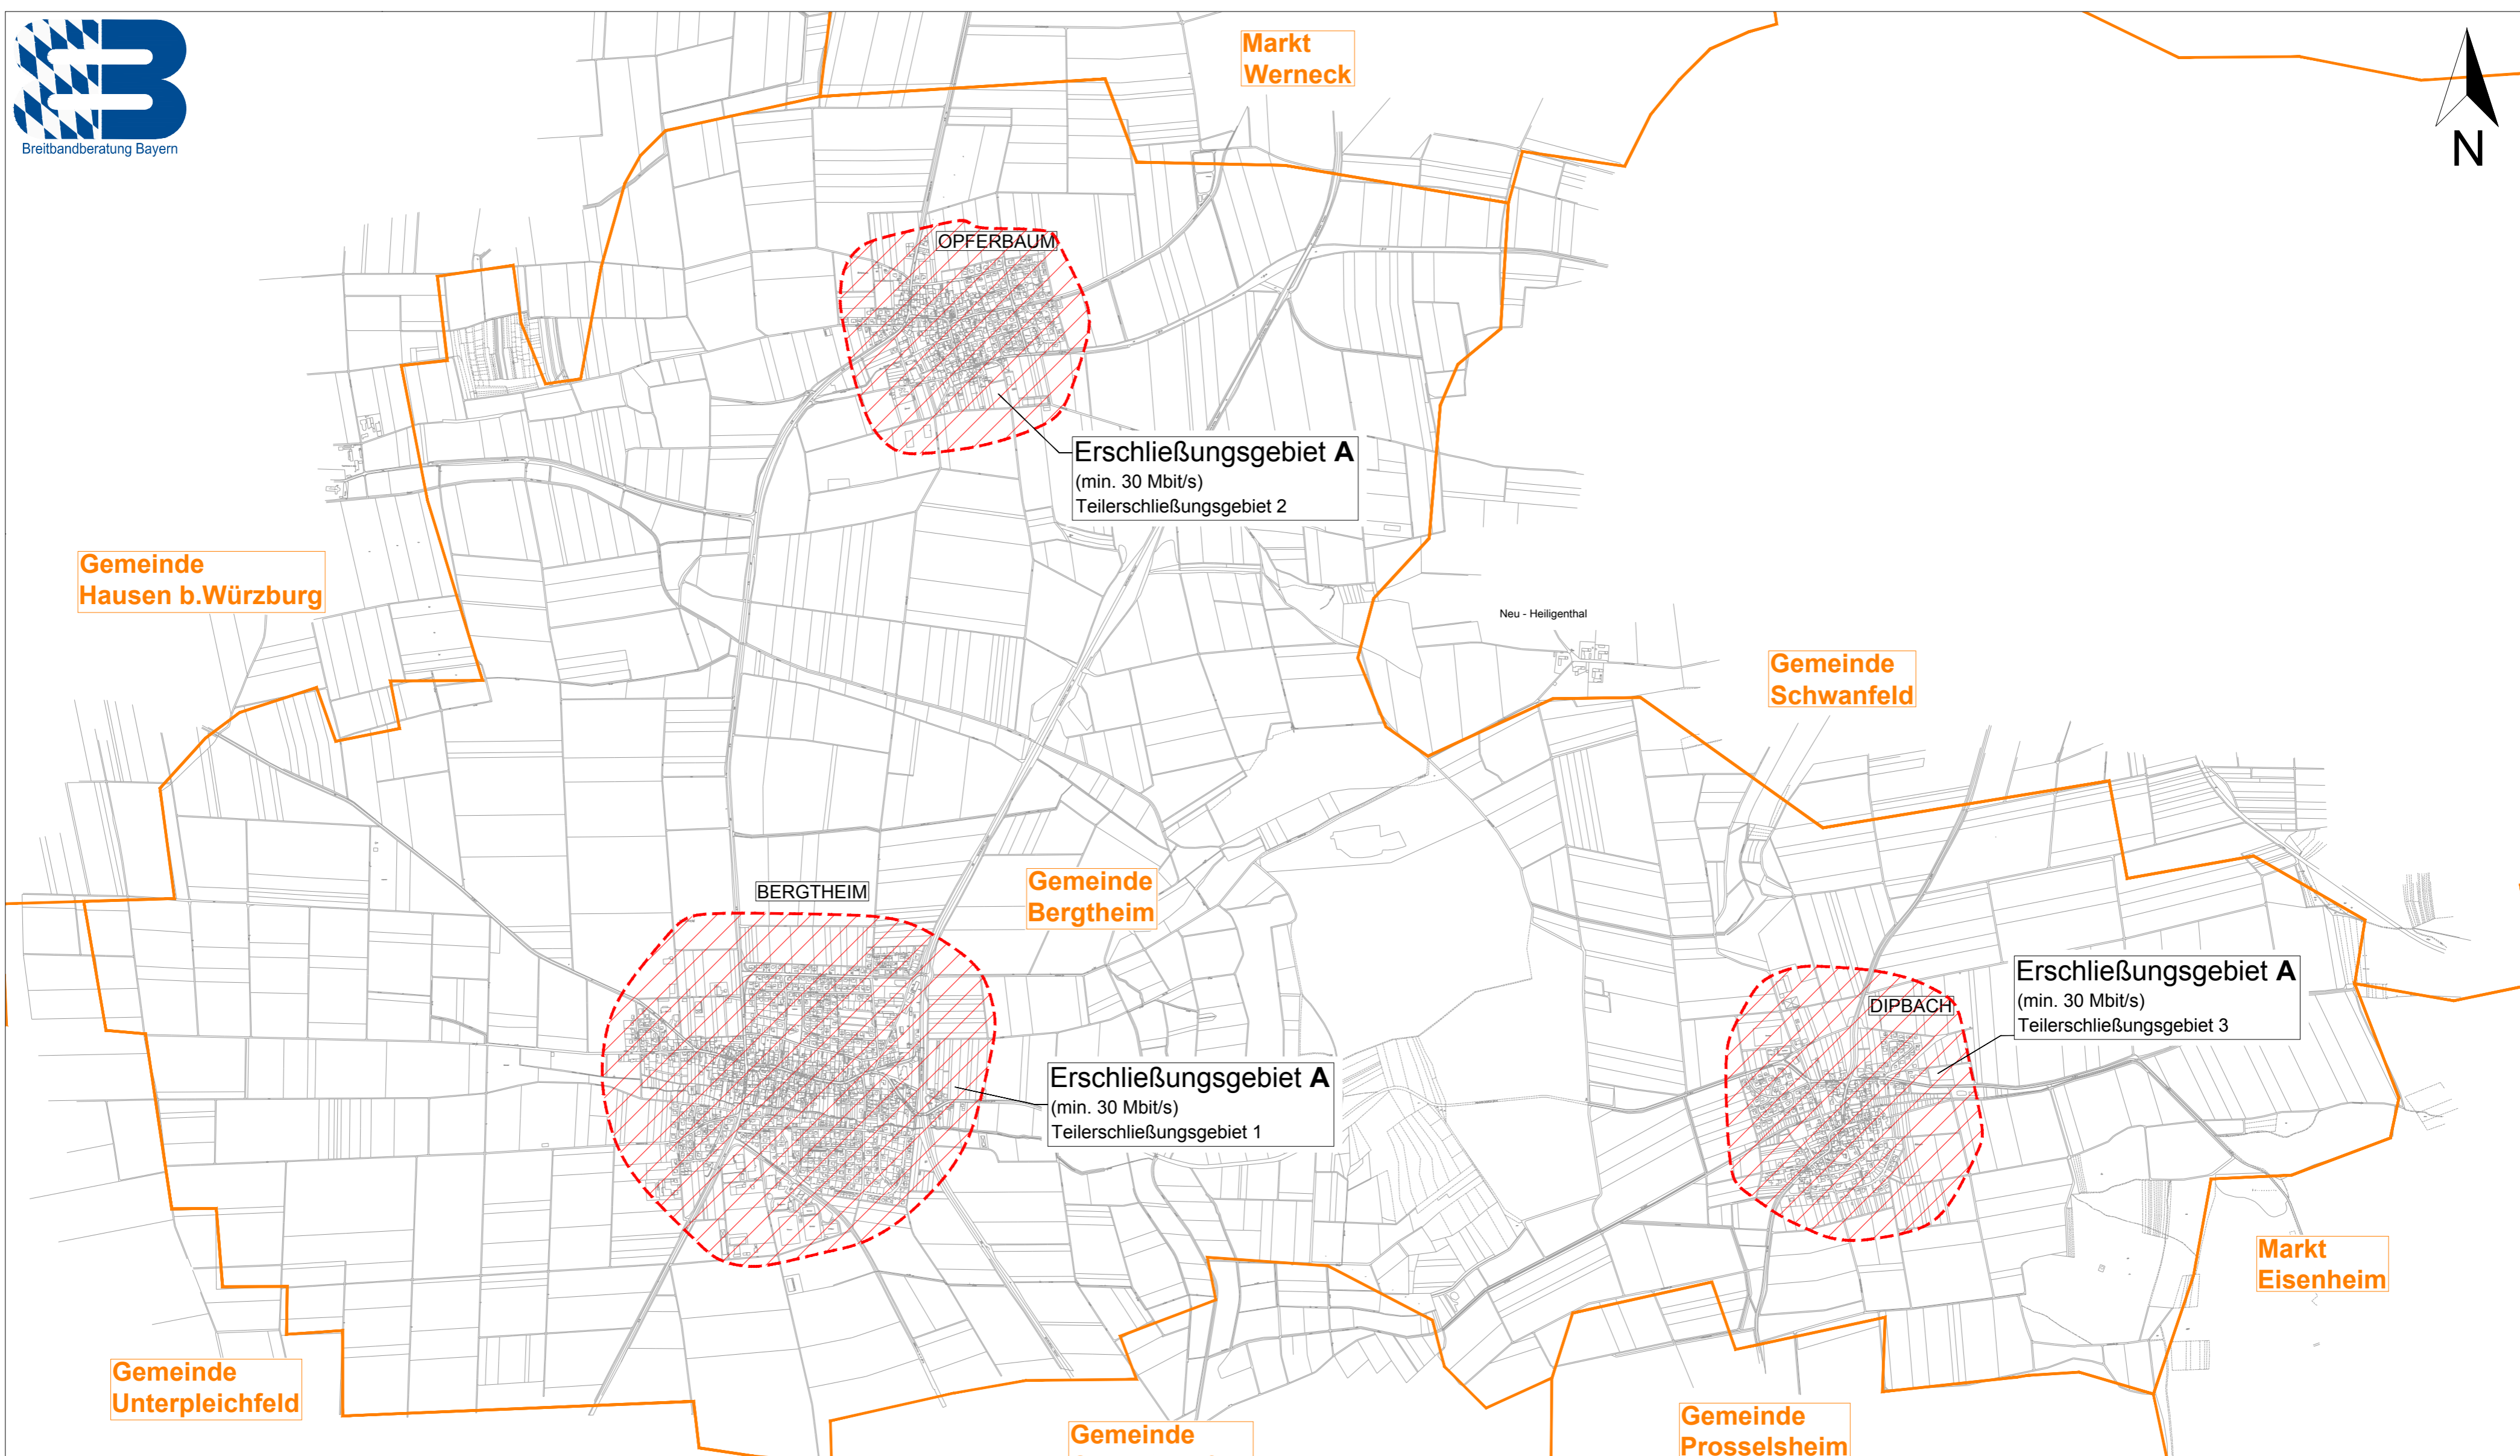 Breitbandberatung Bayern
Markt
Werneck
N
OPFERBAUM
Erschließungsgebiet A
(min. 30 Mbit/s)
Teilerschließungsgebiet 2
Gemeinde
Hausen b.Würzburg
Neu - Heiligenthal
Gemeinde
Schwanfeld
BERGTHEIM
Gemeinde
Bergtheim
Erschließungsgebiet A
(min. 30 Mbit/s)
Teilerschließungsgebiet 3
DIPBACH
Erschließungsgebiet A
(min. 30 Mbit/s)
Teilerschließungsgebiet 1
Markt
Eisenheim
Gemeinde
Unterpleichfeld
Gemeinde
Gemeinde
Prosselsheim